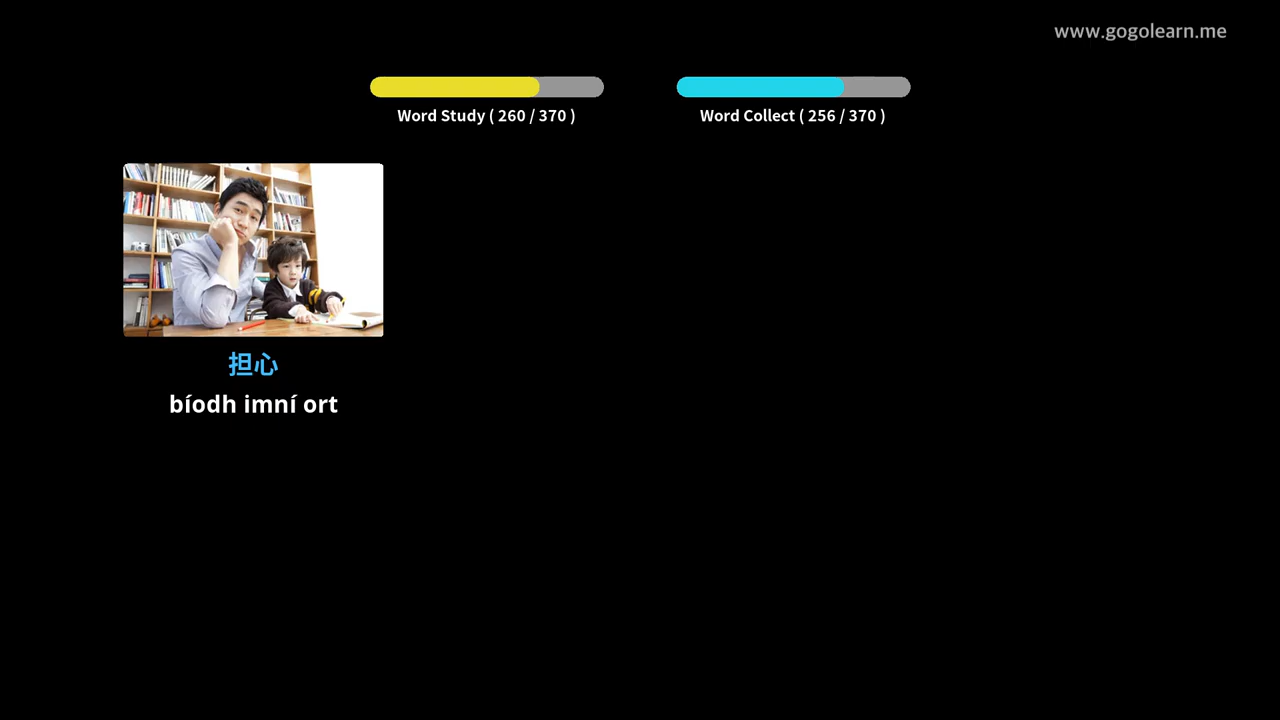 www.gogolearn.me
Word Study ( 260 / 370 )
Word Collect ( 256 / 370 )
担心
bíodh imní ort